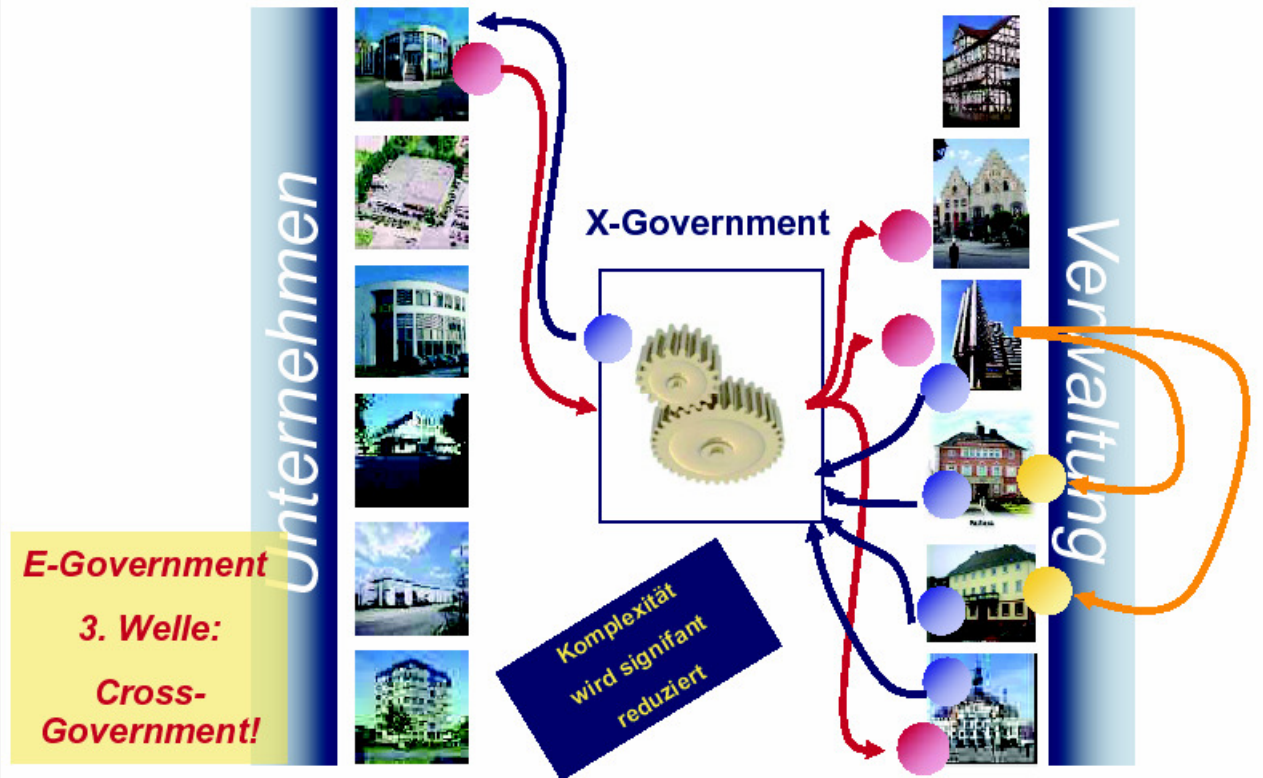 Unternehmen
X-Government
Verwaltung
E-Government
3. Welle:
Cross-
Government!
Komplexität
wird signifant
reduziert